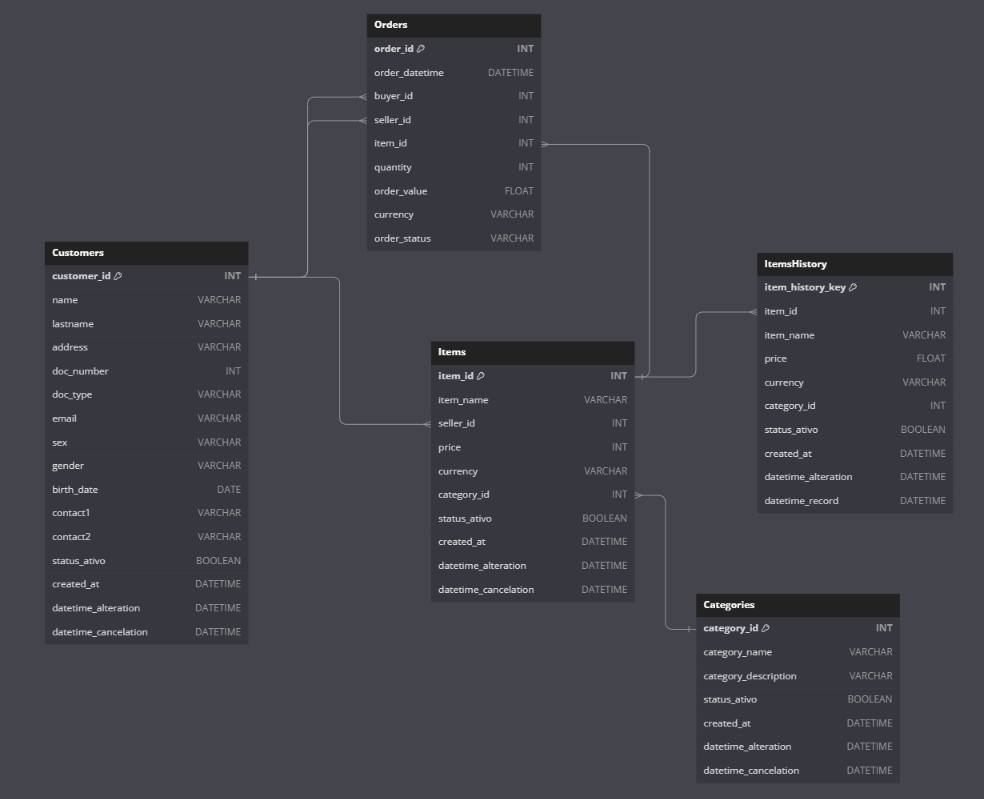 Orders
order_id INT
order_datetime DATETIME
buyer_id INT
seller_id INT
item_id INT
quantity INT
order_value FLOAT
currency VARCHAR
order_status VARCHAR
Customers
customer_id INT
name VARCHAR
lastname VARCHAR
address VARCHAR
doc_number INT
doc_type VARCHAR
email VARCHAR
sex VARCHAR
gender VARCHAR
birth_date DATE
contact1 VARCHAR
contact2 VARCHAR
status_ativo BOOLEAN
created_at DATETIME
datetime_alteration DATETIME
datetime_cancelation DATETIME
Items
item_id INT
item_name VARCHAR
seller_id INT
price INT
currency VARCHAR
category_id INT
status_ativo BOOLEAN
created_at DATETIME
datetime_alteration DATETIME
datetime_cancelation DATETIME
ItemsHistory
item_history_key INT
item_id INT
item_name VARCHAR
price FLOAT
currency VARCHAR
category_id INT
status_ativo BOOLEAN
created_at DATETIME
datetime_alteration DATETIME
datetime_record DATETIME
Categories
category_id INT
category_name VARCHAR
category_description VARCHAR
status_ativo BOOLEAN
created_at DATETIME
datetime_alteration DATETIME
datetime_cancelation DATETIME